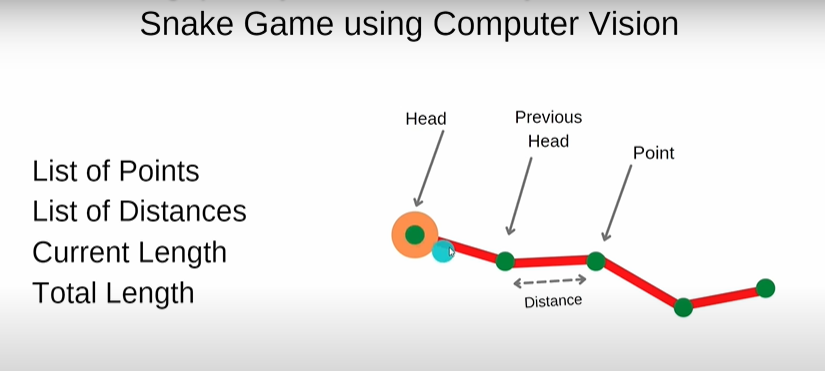 Snake Game using Computer Vision
Head
Previous
Head
Point
List of Points
List of Distances
Current Length
Total Length
Distance